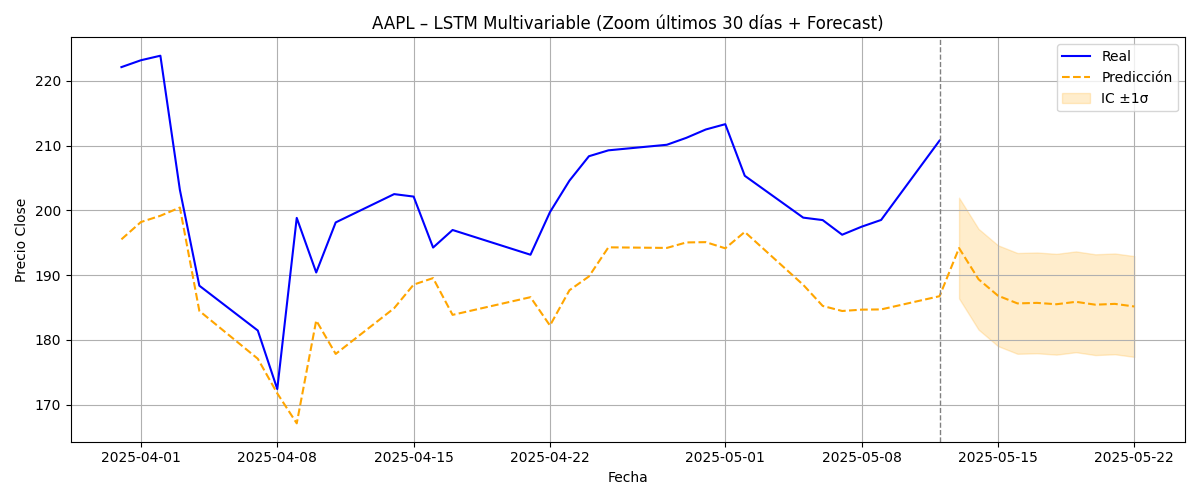 AAPL – LSTM Multivariable (Zoom últimos 30 días + Forecast)
Real
Predicción
IC ±1σ
Precio Close
220
210
200
190
180
170
2025-04-01
2025-04-08
2025-04-15
2025-04-22
2025-05-01
2025-05-08
2025-05-15
2025-05-22
Fecha